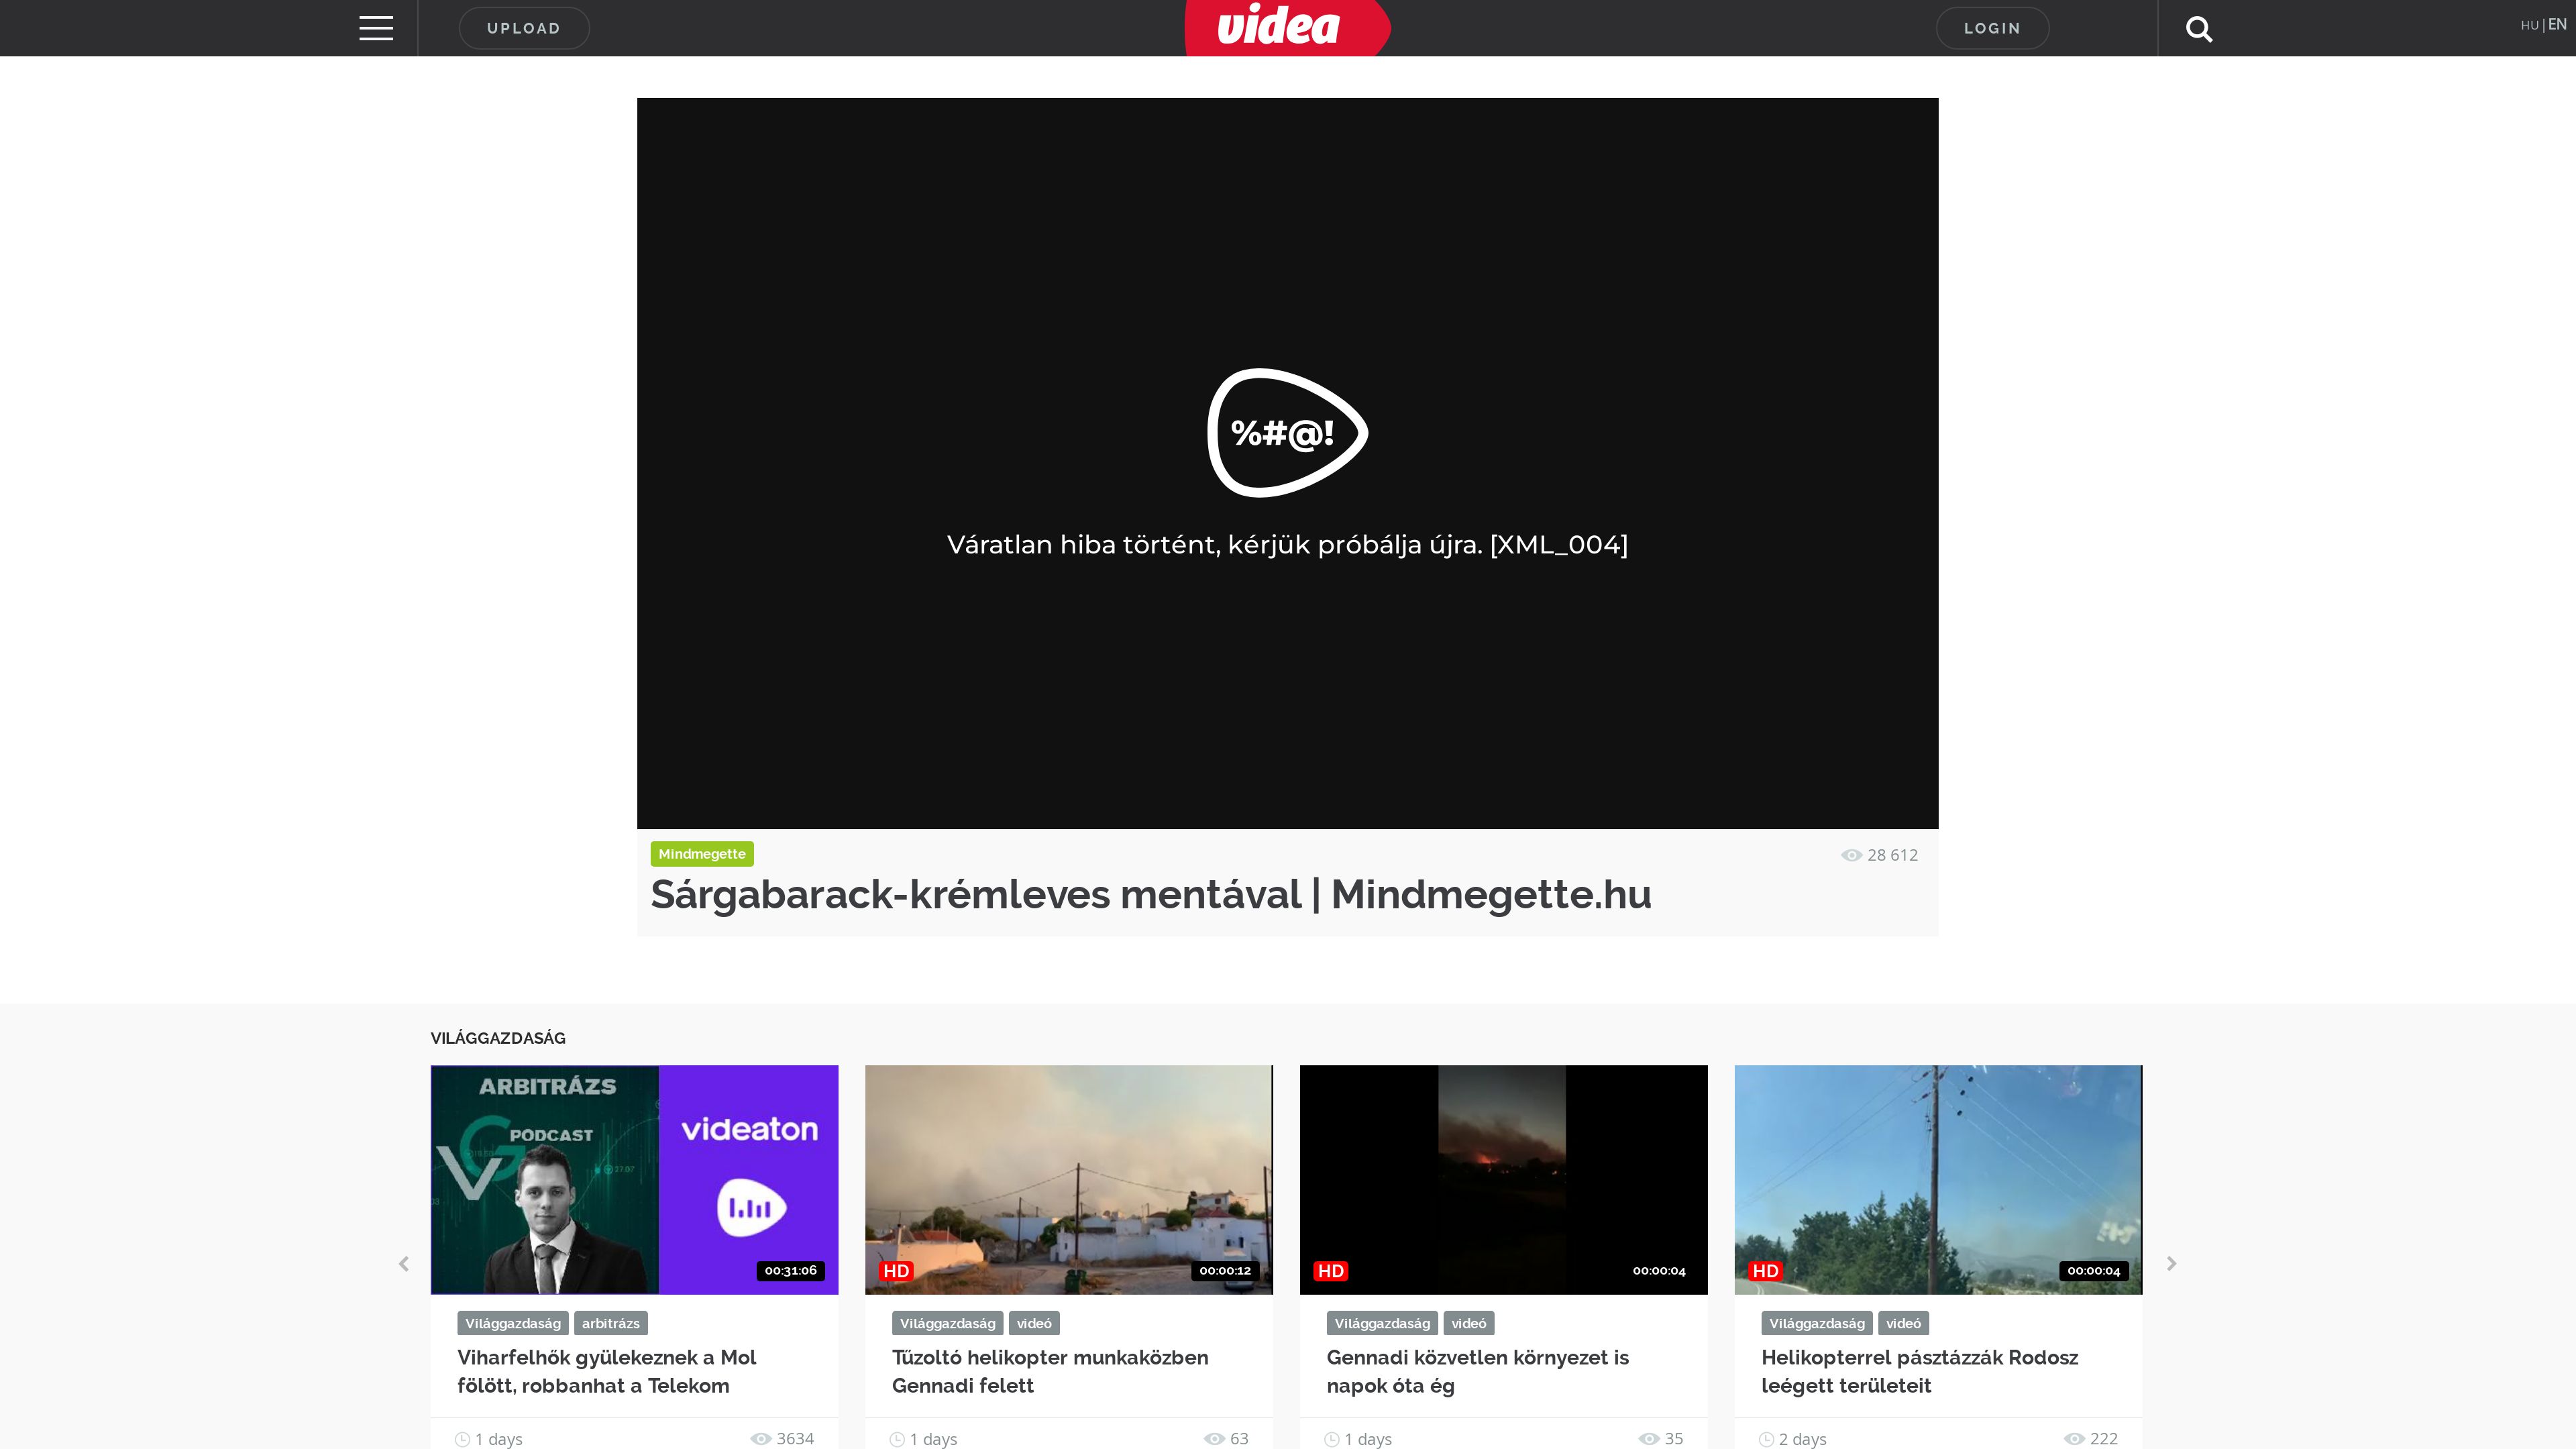 UPLOAD
videa
LOGIN
HU | EN
%#@!
Váratlan hiba történt, kérjük próbálja újra. [XML_004]
Mindmegette
28 612
Sárgabarack-krémleves mentával | Mindmegette.hu
VILÁGGAZDASÁG
ARBITRÁZS
PODCAST
videaton
00:31:06
HD
00:00:12
HD
00:00:04
HD
00:00:04
Világgazdaság arbitrázs
Világgazdaság videó
Világgazdaság videó
Világgazdaság videó
Viharfelhők gyülekeznek a Mol
fölött, robbanhat a Telekom
Tűzoltó helikopter munkaközben
Gennadi felett
Gennadi közvetlen környezet is
napok óta ég
Helikopterrel pásztázzák Rodosz
leégett területeit
1 days 3634
1 days 63
1 days 35
2 days 222